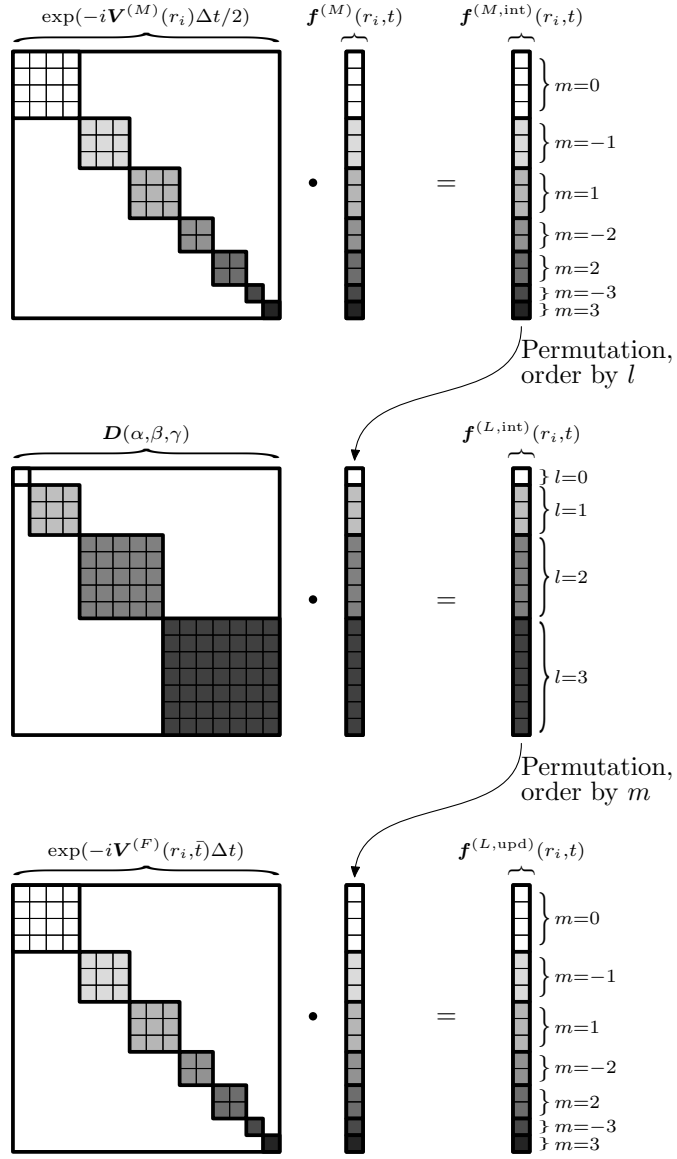 exp(−iV^(M)(r_i)Δt/2) f^(M)(r_i,t) f^(M,int)(r_i,t)
m=0
m=−1
m=1
• =
m=−2
m=2
m=−3
m=3
Permutation,
order by l
D(α,β,γ) f^(L,int)(r_i,t)
l=0
l=1
l=2
• =
l=3
Permutation,
order by m
exp(−iV^(F)(r_i,t̄)Δt) f^(L,upd)(r_i,t)
m=0
m=−1
m=1
• =
m=−2
m=2
m=−3
m=3